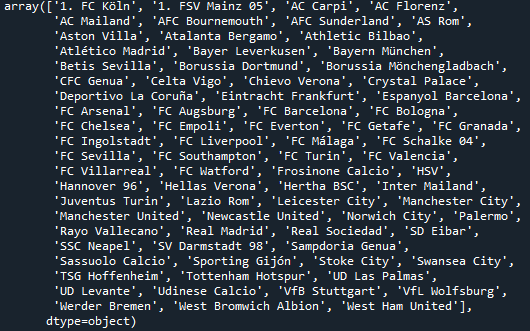 array(['1. FC Köln', '1. FSV Mainz 05', 'AC Carpi', 'AC Florenz',
'AC Mailand', 'AFC Bournemouth', 'AFC Sunderland', 'AS Rom',
'Aston Villa', 'Atalanta Bergamo', 'Athletic Bilbao',
'Atlético Madrid', 'Bayer Leverkusen', 'Bayern München',
'Betis Sevilla', 'Borussia Dortmund', 'Borussia Mönchengladbach',
'CFC Genua', 'Celta Vigo', 'Chievo Verona', 'Crystal Palace',
'Deportivo La Coruña', 'Eintracht Frankfurt', 'Espanyol Barcelona',
'FC Arsenal', 'FC Augsburg', 'FC Barcelona', 'FC Bologna',
'FC Chelsea', 'FC Empoli', 'FC Everton', 'FC Getafe', 'FC Granada',
'FC Ingolstadt', 'FC Liverpool', 'FC Málaga', 'FC Schalke 04',
'FC Sevilla', 'FC Southampton', 'FC Turin', 'FC Valencia',
'FC Villarreal', 'FC Watford', 'Frosinone Calcio', 'HSV',
'Hannover 96', 'Hellas Verona', 'Hertha BSC', 'Inter Mailand',
'Juventus Turin', 'Lazio Rom', 'Leicester City', 'Manchester City',
'Manchester United', 'Newcastle United', 'Norwich City', 'Palermo',
'Rayo Vallecano', 'Real Madrid', 'Real Sociedad', 'SD Eibar',
'SSC Neapel', 'SV Darmstadt 98', 'Sampdoria Genua',
'Sassuolo Calcio', 'Sporting Gijón', 'Stoke City', 'Swansea City',
'TSG Hoffenheim', 'Tottenham Hotspur', 'UD Las Palmas',
'UD Levante', 'Udinese Calcio', 'VfB Stuttgart', 'VfL Wolfsburg',
'Werder Bremen', 'West Bromwich Albion', 'West Ham United'],
dtype=object)